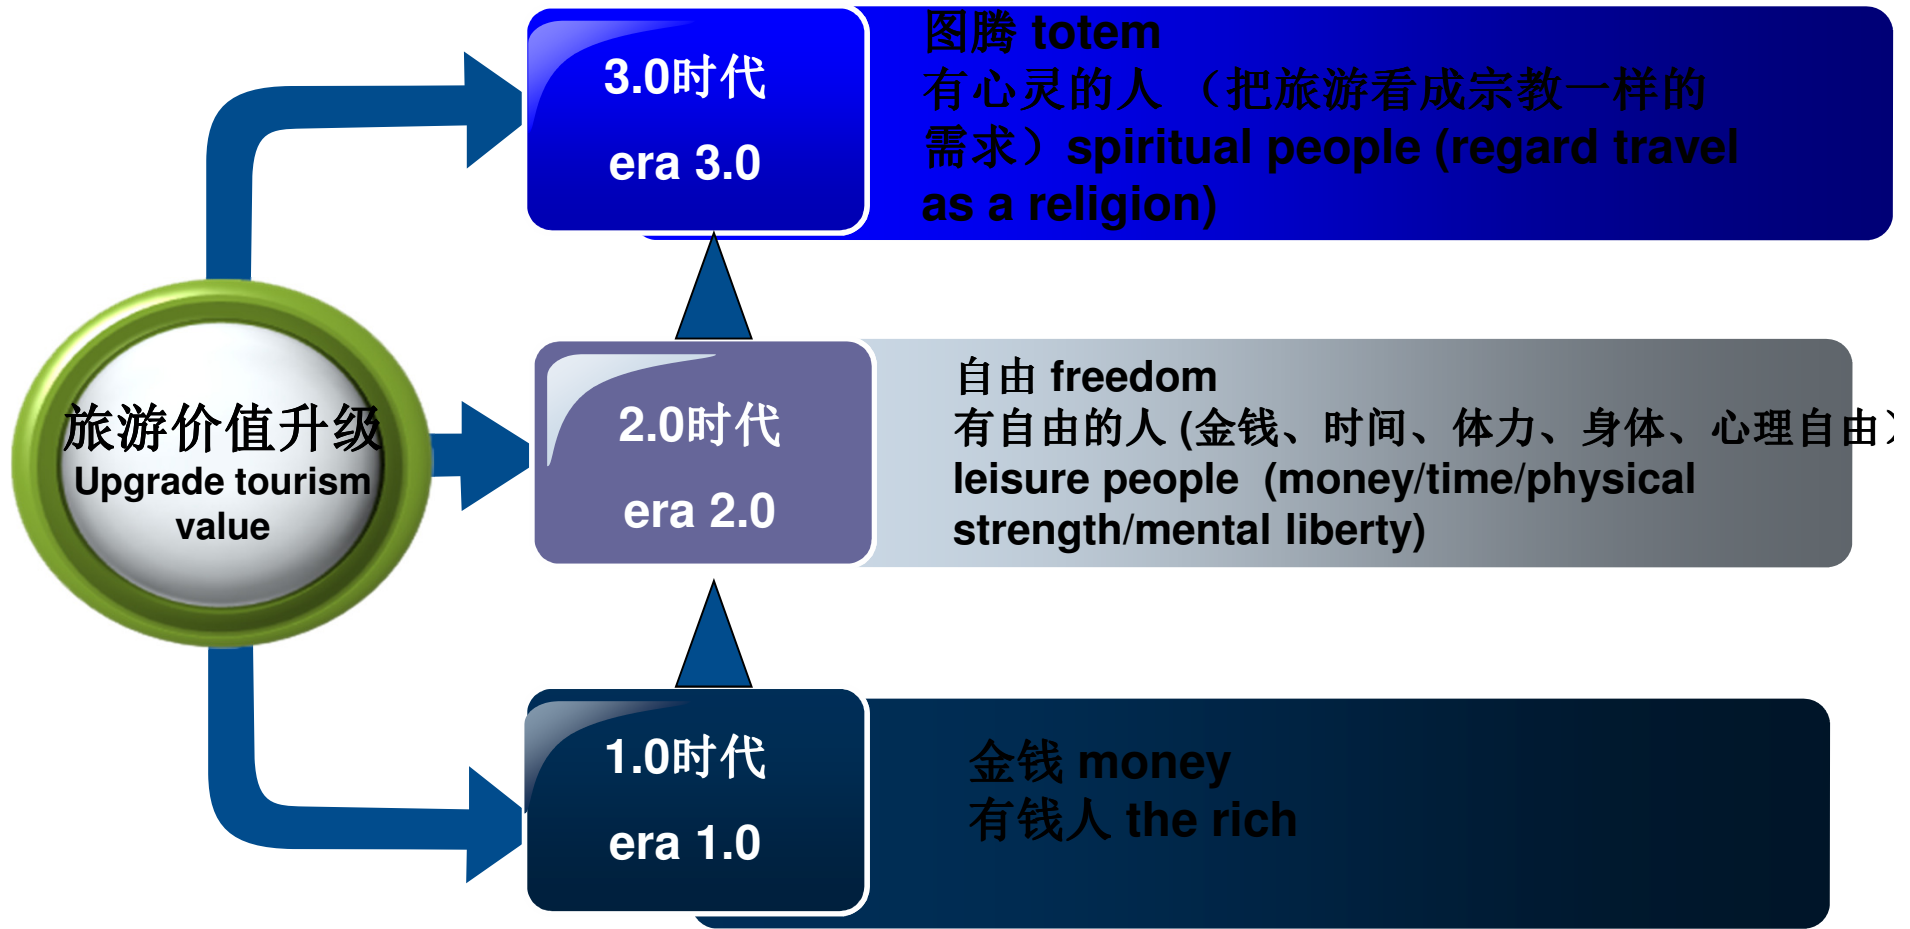 3.0时代
era 3.0
图腾 totem
有心灵的人 （把旅游看成宗教一样的
需求）spiritual people (regard travel
as a religion)
旅游价值升级
Upgrade tourism
value
2.0时代
era 2.0
自由 freedom
有自由的人 (金钱、时间、体力、身体、心理自由）
leisure people  (money/time/physical
strength/mental liberty)
1.0时代
era 1.0
金钱 money
有钱人 the rich